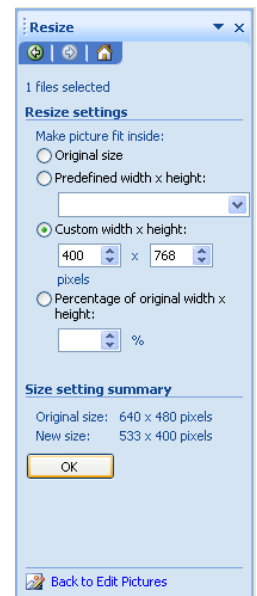 Resize
1 files selected
Resize settings
Make picture fit inside:
Original size
Predefined width x height:
Custom width x height:
400 x 768
pixels
Percentage of original width x
height:
%
Size setting summary
Original size: 640 x 480 pixels
New size: 533 x 400 pixels
OK
Back to Edit Pictures